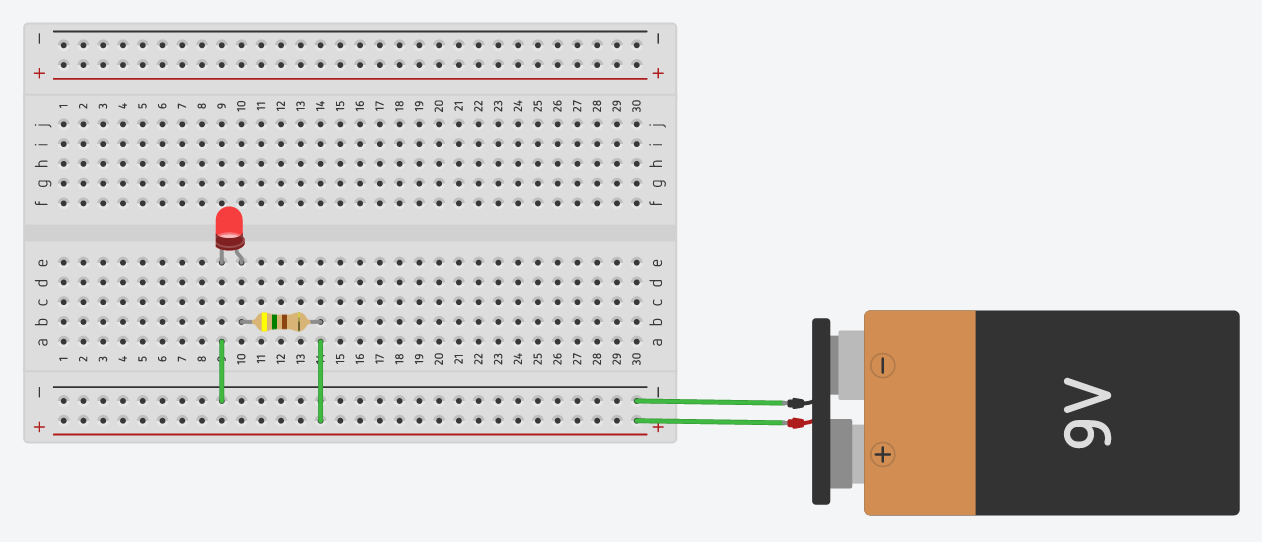 − −
+ +
1 2 3 4 5 6 7 8 9 10 11 12 13 14 15 16 17 18 19 20 21 22 23 24 25 26 27 28 29 30
j j
i i
h h
g g
f f
e e
d d
c c
b b
a a
1 2 3 4 5 6 7 8 9 10 11 12 13 14 15 16 17 18 19 20 21 22 23 24 25 26 27 28 29 30
− −
+ +
−
+
9V